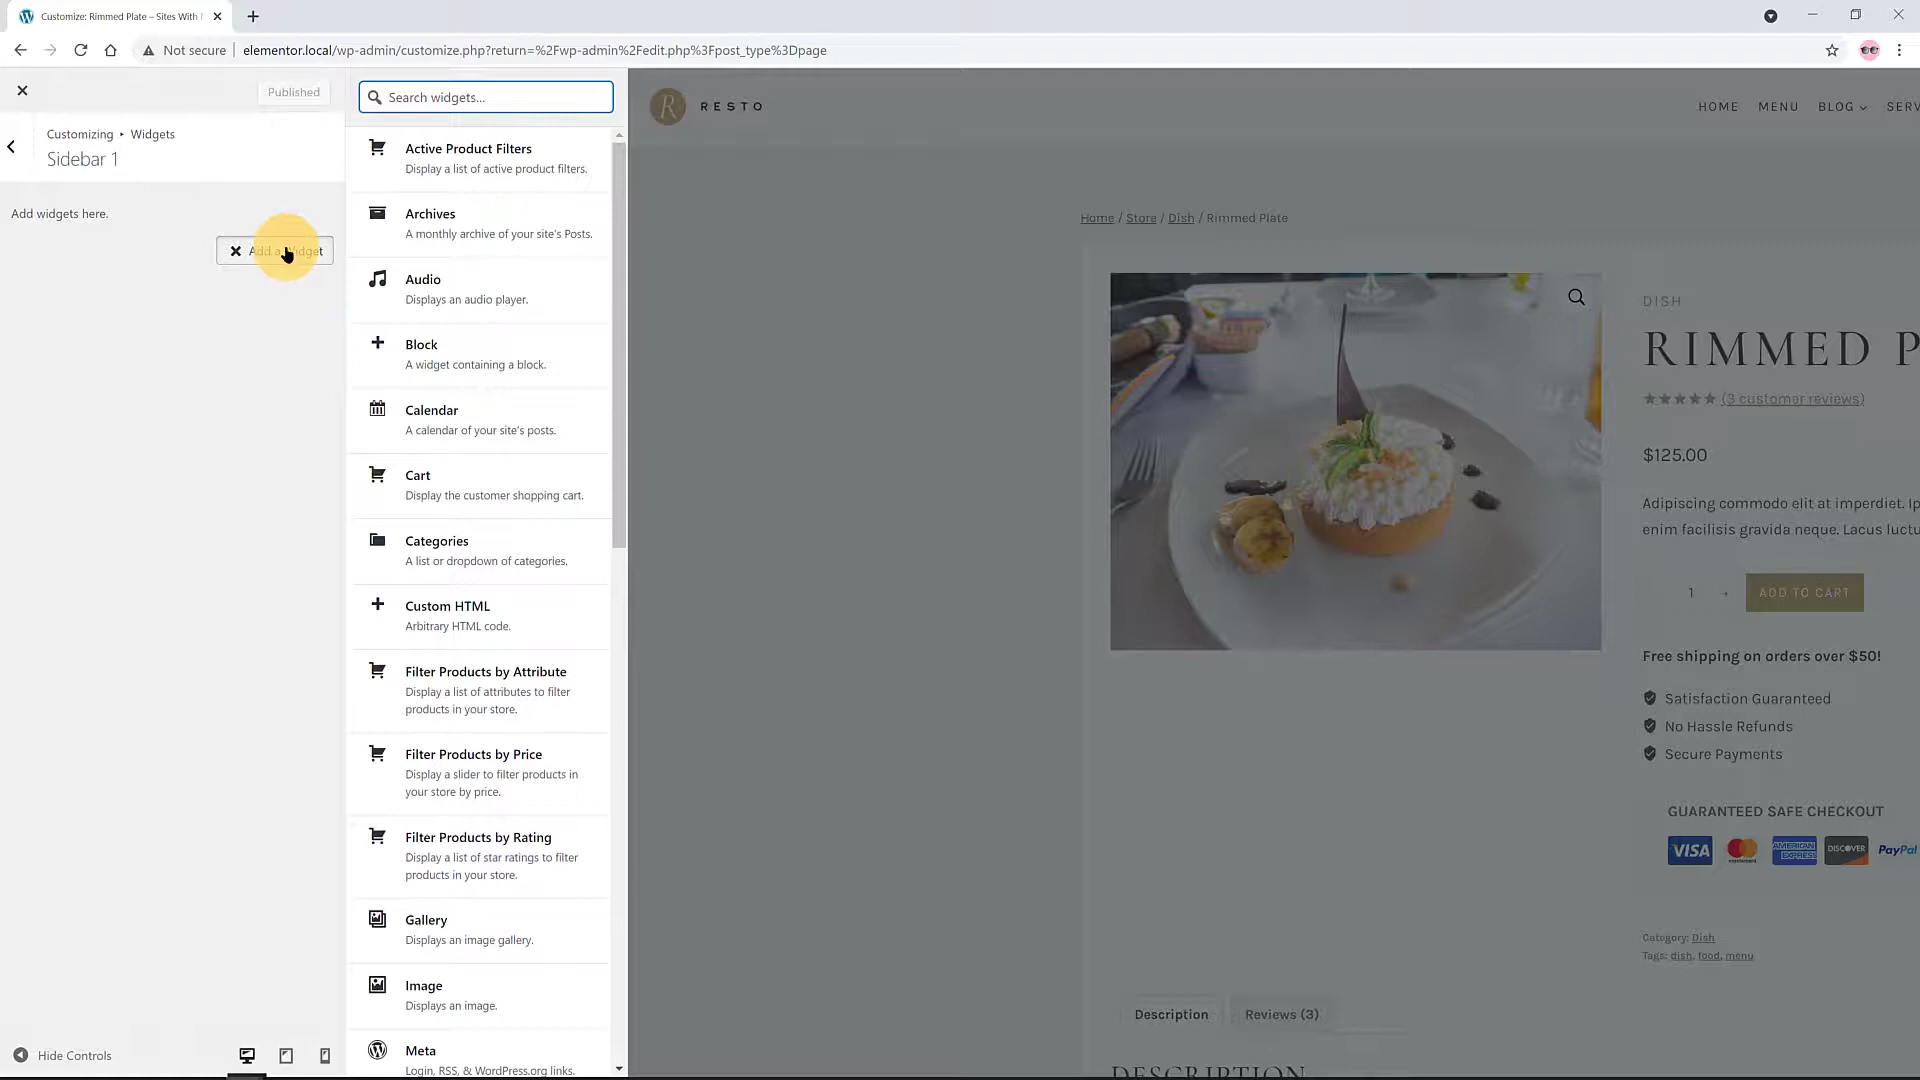 Customize: Rimmed Plate – Sites With
Not secure
elementor.local/wp-admin/customize.php?return=%2Fwp-admin%2Fedit.php%3Fpost_type%3Dpage
Published
Customizing ▸ Widgets
Sidebar 1
Add widgets here.
Add a Widget
Hide Controls
Search widgets...
Active Product Filters
Display a list of active product filters.
Archives
A monthly archive of your site's Posts.
Audio
Displays an audio player.
Block
A widget containing a block.
Calendar
A calendar of your site's posts.
Cart
Display the customer shopping cart.
Categories
A list or dropdown of categories.
Custom HTML
Arbitrary HTML code.
Filter Products by Attribute
Display a list of attributes to filter
products in your store.
Filter Products by Price
Display a slider to filter products in
your store by price.
Filter Products by Rating
Display a list of star ratings to filter
products in your store.
Gallery
Displays an image gallery.
Image
Displays an image.
Meta
Login, RSS, & WordPress.org links.
R RESTO
HOME MENU BLOG SERV
Home / Store / Dish / Rimmed Plate
DISH
RIMMED P
(3 customer reviews)
$125.00
Adipiscing commodo elit at imperdiet. Ip
enim facilisis gravida neque. Lacus luctu
1 + ADD TO CART
Free shipping on orders over $50!
Satisfaction Guaranteed
No Hassle Refunds
Secure Payments
GUARANTEED SAFE CHECKOUT
VISA mastercard AMERICAN EXPRESS DISCOVER PayPal
Category: Dish
Tags: dish, food, menu
Description Reviews (3)
DESCRIPTION